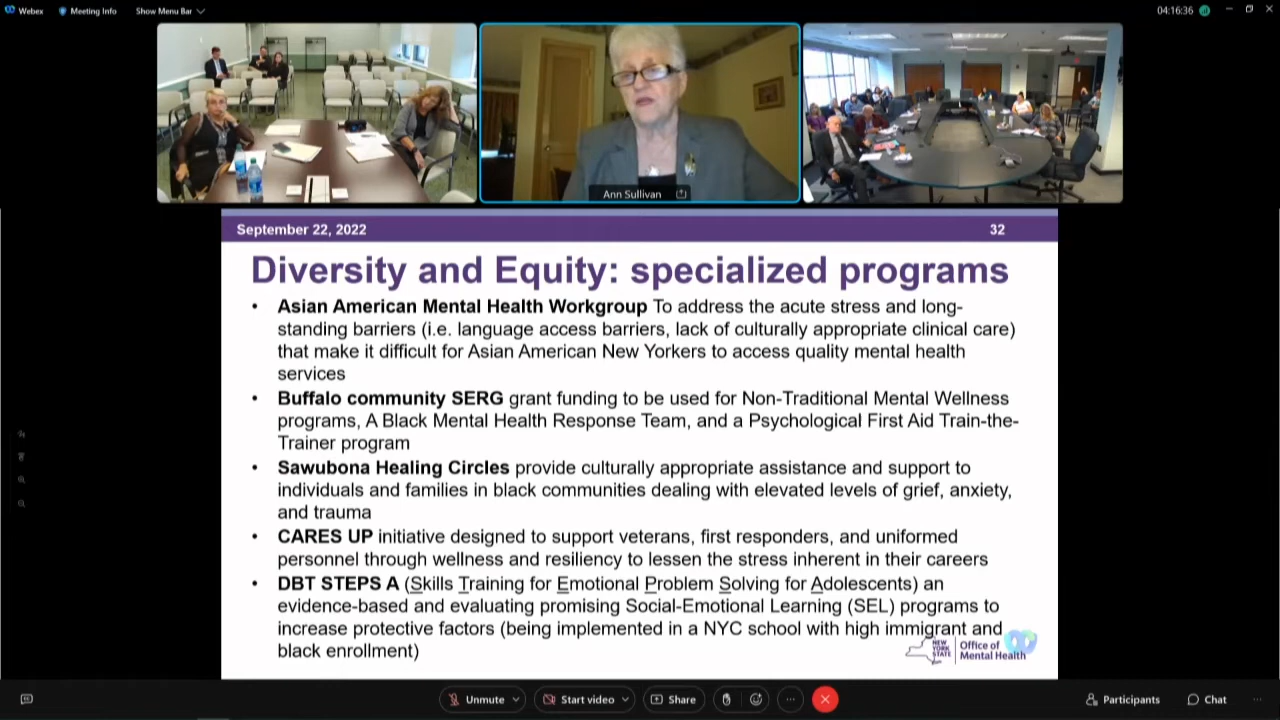 Webex Meeting Info Show Menu Bar 04:16:36
Ann Sullivan
September 22, 2022 32
Diversity and Equity: specialized programs
• Asian American Mental Health Workgroup To address the acute stress and long-
standing barriers (i.e. language access barriers, lack of culturally appropriate clinical care)
that make it difficult for Asian American New Yorkers to access quality mental health
services
• Buffalo community SERG grant funding to be used for Non-Traditional Mental Wellness
programs, A Black Mental Health Response Team, and a Psychological First Aid Train-the-
Trainer program
• Sawubona Healing Circles provide culturally appropriate assistance and support to
individuals and families in black communities dealing with elevated levels of grief, anxiety,
and trauma
• CARES UP initiative designed to support veterans, first responders, and uniformed
personnel through wellness and resiliency to lessen the stress inherent in their careers
• DBT STEPS A (Skills Training for Emotional Problem Solving for Adolescents) an
evidence-based and evaluating promising Social-Emotional Learning (SEL) programs to
increase protective factors (being implemented in a NYC school with high immigrant and
black enrollment)
NEW YORK STATE
Office of
Mental Health
Unmute Start video Share Participants Chat